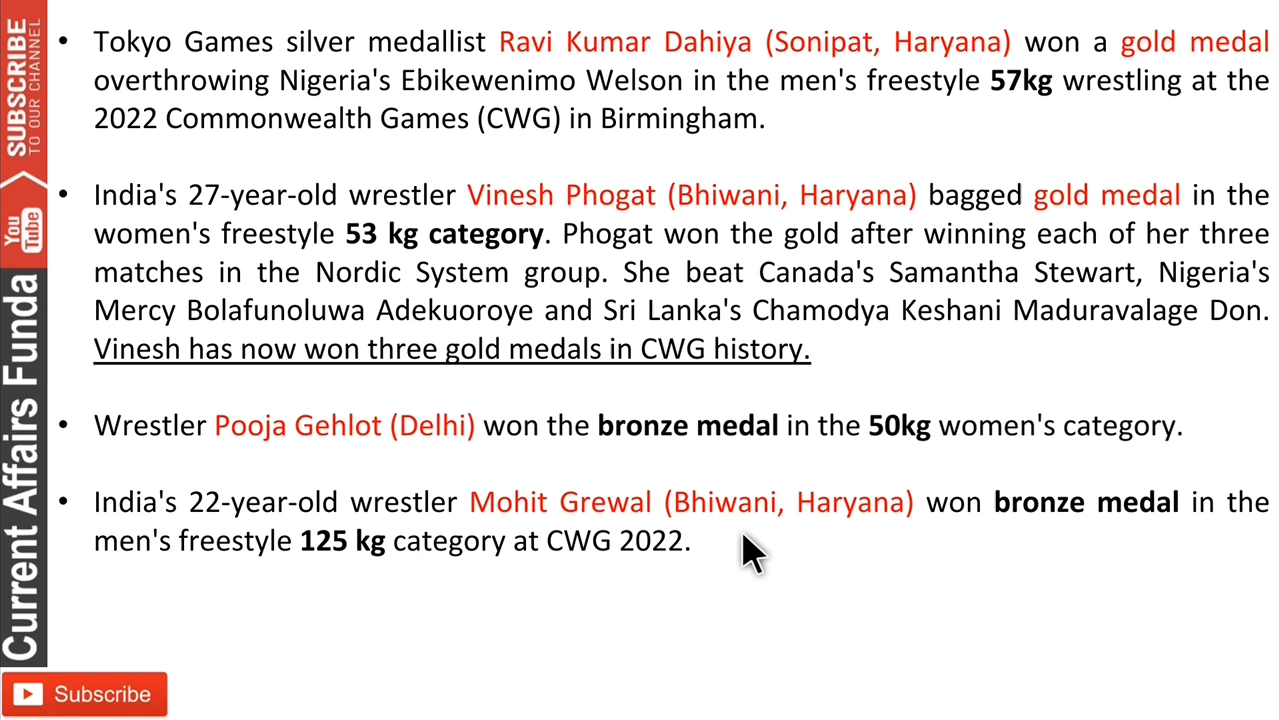 • Tokyo Games silver medallist Ravi Kumar Dahiya (Sonipat, Haryana) won a gold medal
overthrowing Nigeria's Ebikewenimo Welson in the men's freestyle 57kg wrestling at the
2022 Commonwealth Games (CWG) in Birmingham.
• India's 27-year-old wrestler Vinesh Phogat (Bhiwani, Haryana) bagged gold medal in the
women's freestyle 53 kg category. Phogat won the gold after winning each of her three
matches in the Nordic System group. She beat Canada's Samantha Stewart, Nigeria's
Mercy Bolafunoluwa Adekuoroye and Sri Lanka's Chamodya Keshani Maduravalage Don.
Vinesh has now won three gold medals in CWG history.
• Wrestler Pooja Gehlot (Delhi) won the bronze medal in the 50kg women's category.
• India's 22-year-old wrestler Mohit Grewal (Bhiwani, Haryana) won bronze medal in the
men's freestyle 125 kg category at CWG 2022.
SUBSCRIBE
TO OUR CHANNEL
You
Tube
Current Affairs Funda
Subscribe